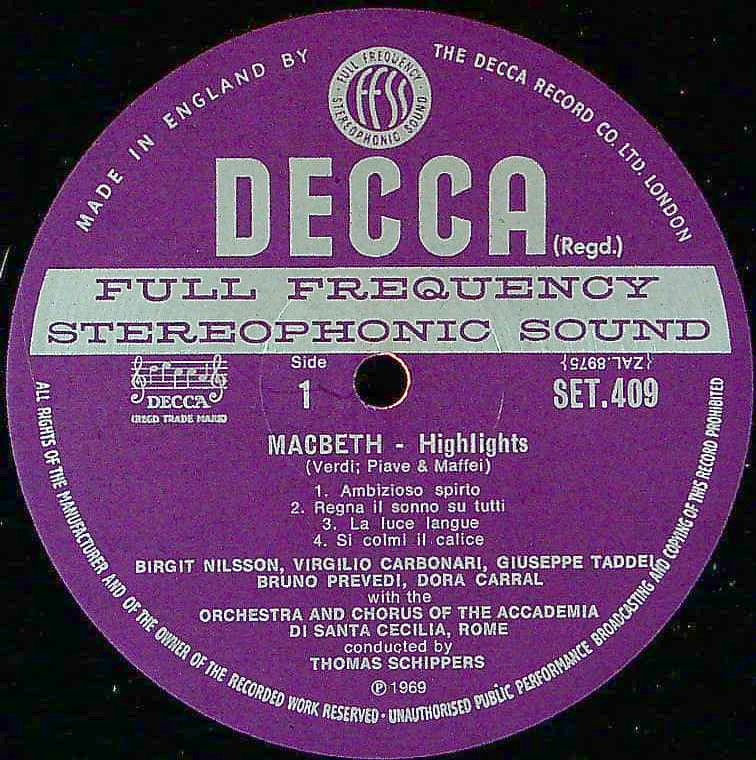 MADE IN ENGLAND BY
THE DECCA RECORD CO. LTD. LONDON
FULL FREQUENCY
ffss
STEREOPHONIC SOUND
DECCA (Regd.)
FULL FREQUENCY
STEREOPHONIC SOUND
DECCA
(REGD TRADE MARK)
Side
1
{ZAL.8975}
SET.409
MACBETH - Highlights
(Verdi; Piave & Maffei)
1. Ambizioso spirto
2. Regna il sonno su tutti
3. La luce langue
4. Si colmi il calice
BIRGIT NILSSON, VIRGILIO CARBONARI, GIUSEPPE TADDEI,
BRUNO PREVEDI, DORA CARRAL
with the
ORCHESTRA AND CHORUS OF THE ACCADEMIA
DI SANTA CECILIA, ROME
conducted by
THOMAS SCHIPPERS
℗ 1969
ALL RIGHTS OF THE MANUFACTURER AND OF THE OWNER OF THE RECORDED WORK RESERVED · UNAUTHORISED PUBLIC PERFORMANCE BROADCASTING AND COPYING OF THIS RECORD PROHIBITED